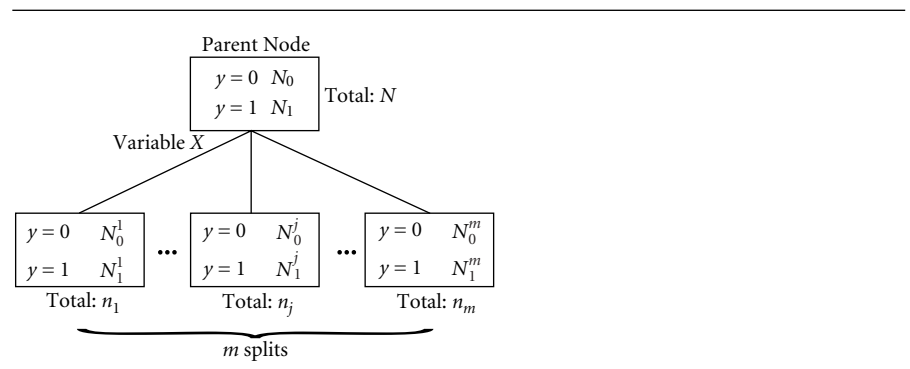 Parent Node
y = 0 N₀
y = 1 N₁
Total: N
Variable X
y = 0 N₀¹
y = 1 N₁¹
Total: n₁
...
y = 0 N₀ʲ
y = 1 N₁ʲ
Total: nⱼ
...
y = 0 N₀ᵐ
y = 1 N₁ᵐ
Total: nₘ
m splits